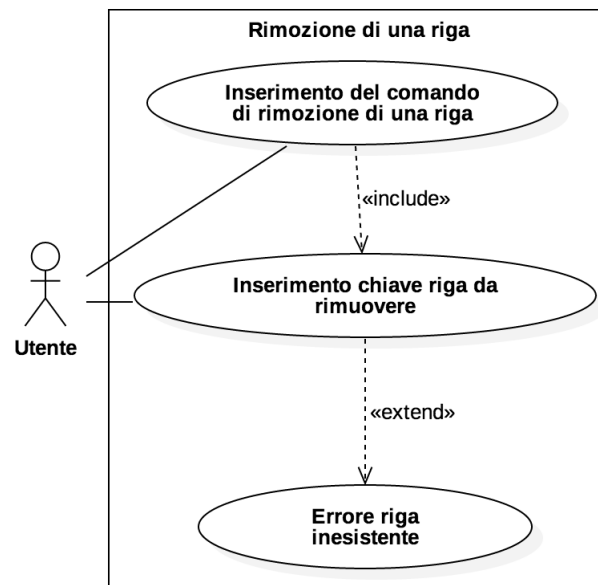 Rimozione di una riga
Inserimento del comando
di rimozione di una riga
«include»
Inserimento chiave riga da
rimuovere
Utente
«extend»
Errore riga
inesistente